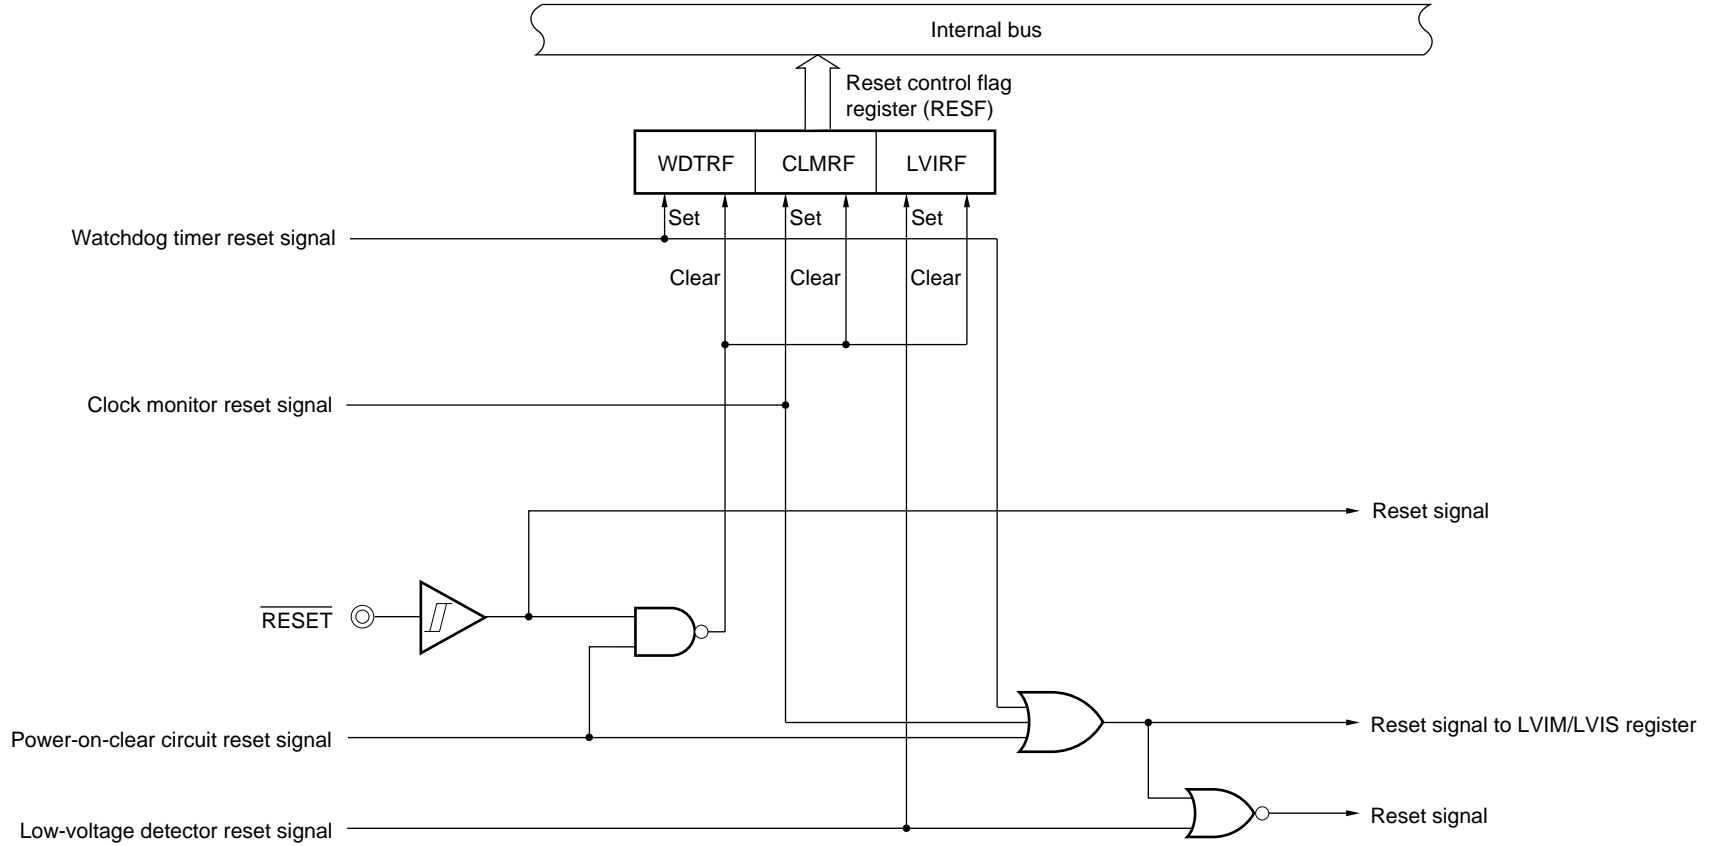 Internal bus
Reset control flag
register (RESF)
WDTRF CLMRF LVIRF
Set Set Set
Watchdog timer reset signal
Clear Clear Clear
Clock monitor reset signal
Reset signal
RESET
Reset signal to LVIM/LVIS register
Power-on-clear circuit reset signal
Reset signal
Low-voltage detector reset signal